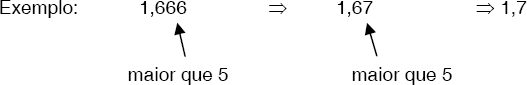 Exemplo: 1,666 ⇒ 1,67 ⇒ 1,7
maior que 5 maior que 5